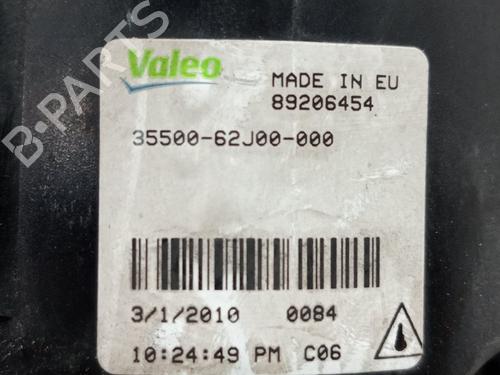 B-PARTS
Valeo
MADE IN EU
89206454
35500-62J00-000
3/1/2010 0084
10:24:49 PM C06